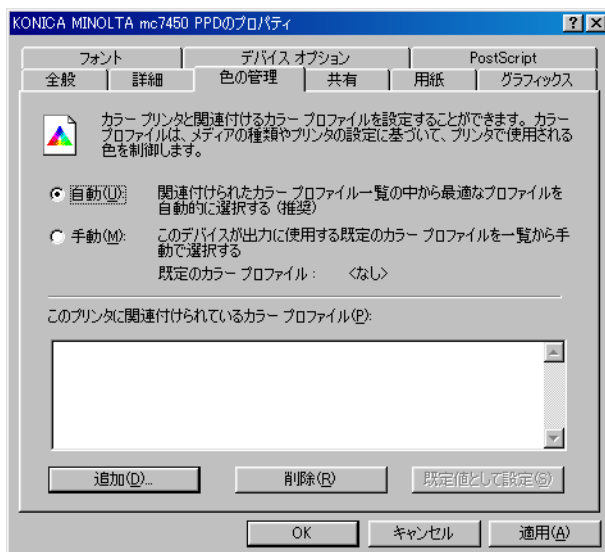 KONICA MINOLTA mc7450 PPDのプロパティ
フォント デバイス オプション PostScript
全般 詳細 色の管理 共有 用紙 グラフィックス
カラー プリンタと関連付けるカラー プロファイルを設定することができます。カラー
プロファイルは、メディアの種類やプリンタの設定に基づいて、プリンタで使用される
色を制御します。
自動(U): 関連付けられたカラー プロファイル一覧の中から最適なプロファイルを
自動的に選択する (推奨)
手動(M): このデバイスが出力に使用する既定のカラー プロファイルを一覧から手
動で選択する
既定のカラー プロファイル : <なし>
このプリンタに関連付けられているカラー プロファイル(P):
追加(D)... 削除(R) 既定値として設定(S)
OK キャンセル 適用(A)